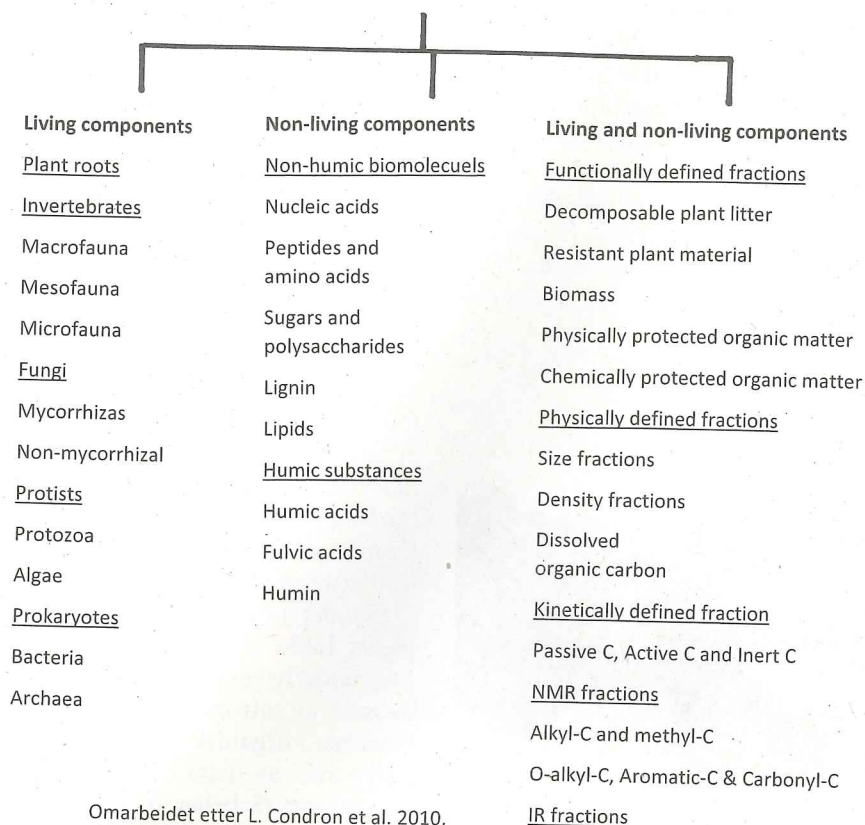 Living components
Plant roots
Invertebrates
Macrofauna
Mesofauna
Microfauna
Fungi
Mycorrhizas
Non-mycorrhizal
Protists
Protozoa
Algae
Prokaryotes
Bacteria
Archaea
Non-living components
Non-humic biomolecuels
Nucleic acids
Peptides and
amino acids
Sugars and
polysaccharides
Lignin
Lipids
Humic substances
Humic acids
Fulvic acids
Humin
Living and non-living components
Functionally defined fractions
Decomposable plant litter
Resistant plant material
Biomass
Physically protected organic matter
Chemically protected organic matter
Physically defined fractions
Size fractions
Density fractions
Dissolved
organic carbon
Kinetically defined fraction
Passive C, Active C and Inert C
NMR fractions
Alkyl-C and methyl-C
O-alkyl-C, Aromatic-C & Carbonyl-C
IR fractions
Omarbeidet etter L. Condron et al. 2010.